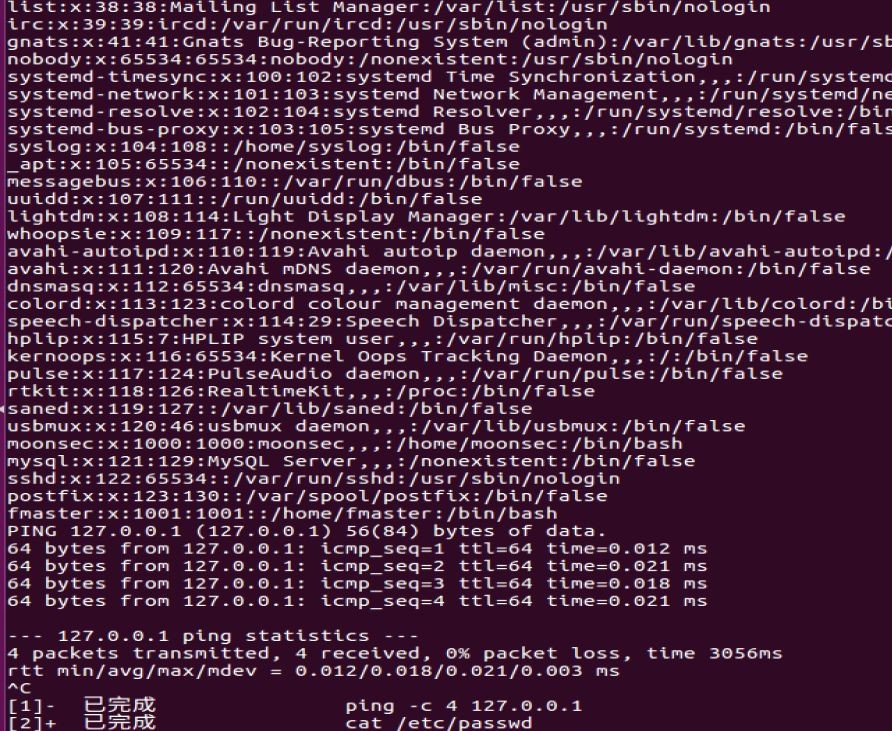 list:x:38:38:Mailing List Manager:/var/list:/usr/sbin/nologin
irc:x:39:39:ircd:/var/run/ircd:/usr/sbin/nologin
gnats:x:41:41:Gnats Bug-Reporting System (admin):/var/lib/gnats:/usr/sb
nobody:x:65534:65534:nobody:/nonexistent:/usr/sbin/nologin
systemd-timesync:x:100:102:systemd Time Synchronization,,,:/run/systemd
systemd-network:x:101:103:systemd Network Management,,,:/run/systemd/ne
systemd-resolve:x:102:104:systemd Resolver,,,:/run/systemd/resolve:/bin
systemd-bus-proxy:x:103:105:systemd Bus Proxy,,,:/run/systemd:/bin/fals
syslog:x:104:108::/home/syslog:/bin/false
_apt:x:105:65534::/nonexistent:/bin/false
messagebus:x:106:110::/var/run/dbus:/bin/false
uuidd:x:107:111::/run/uuidd:/bin/false
lightdm:x:108:114:Light Display Manager:/var/lib/lightdm:/bin/false
whoopsie:x:109:117::/nonexistent:/bin/false
avahi-autoipd:x:110:119:Avahi autoip daemon,,,:/var/lib/avahi-autoipd:/
avahi:x:111:120:Avahi mDNS daemon,,,:/var/run/avahi-daemon:/bin/false
dnsmasq:x:112:65534:dnsmasq,,,:/var/lib/misc:/bin/false
colord:x:113:123:colord colour management daemon,,,:/var/lib/colord:/bi
speech-dispatcher:x:114:29:Speech Dispatcher,,,:/var/run/speech-dispatc
hplip:x:115:7:HPLIP system user,,,:/var/run/hplip:/bin/false
kernoops:x:116:65534:Kernel Oops Tracking Daemon,,,:/:/bin/false
pulse:x:117:124:PulseAudio daemon,,,:/var/run/pulse:/bin/false
rtkit:x:118:126:RealtimeKit,,,:/proc:/bin/false
saned:x:119:127::/var/lib/saned:/bin/false
usbmux:x:120:46:usbmux daemon,,,:/var/lib/usbmux:/bin/false
moonsec:x:1000:1000:moonsec,,,:/home/moonsec:/bin/bash
mysql:x:121:129:MySQL Server,,,:/nonexistent:/bin/false
sshd:x:122:65534::/var/run/sshd:/usr/sbin/nologin
postfix:x:123:130::/var/spool/postfix:/bin/false
fmaster:x:1001:1001::/home/fmaster:/bin/bash
PING 127.0.0.1 (127.0.0.1) 56(84) bytes of data.
64 bytes from 127.0.0.1: icmp_seq=1 ttl=64 time=0.012 ms
64 bytes from 127.0.0.1: icmp_seq=2 ttl=64 time=0.021 ms
64 bytes from 127.0.0.1: icmp_seq=3 ttl=64 time=0.018 ms
64 bytes from 127.0.0.1: icmp_seq=4 ttl=64 time=0.021 ms
--- 127.0.0.1 ping statistics ---
4 packets transmitted, 4 received, 0% packet loss, time 3056ms
rtt min/avg/max/mdev = 0.012/0.018/0.021/0.003 ms
^C
[1]-  已完成               ping -c 4 127.0.0.1
[2]+  已完成               cat /etc/passwd